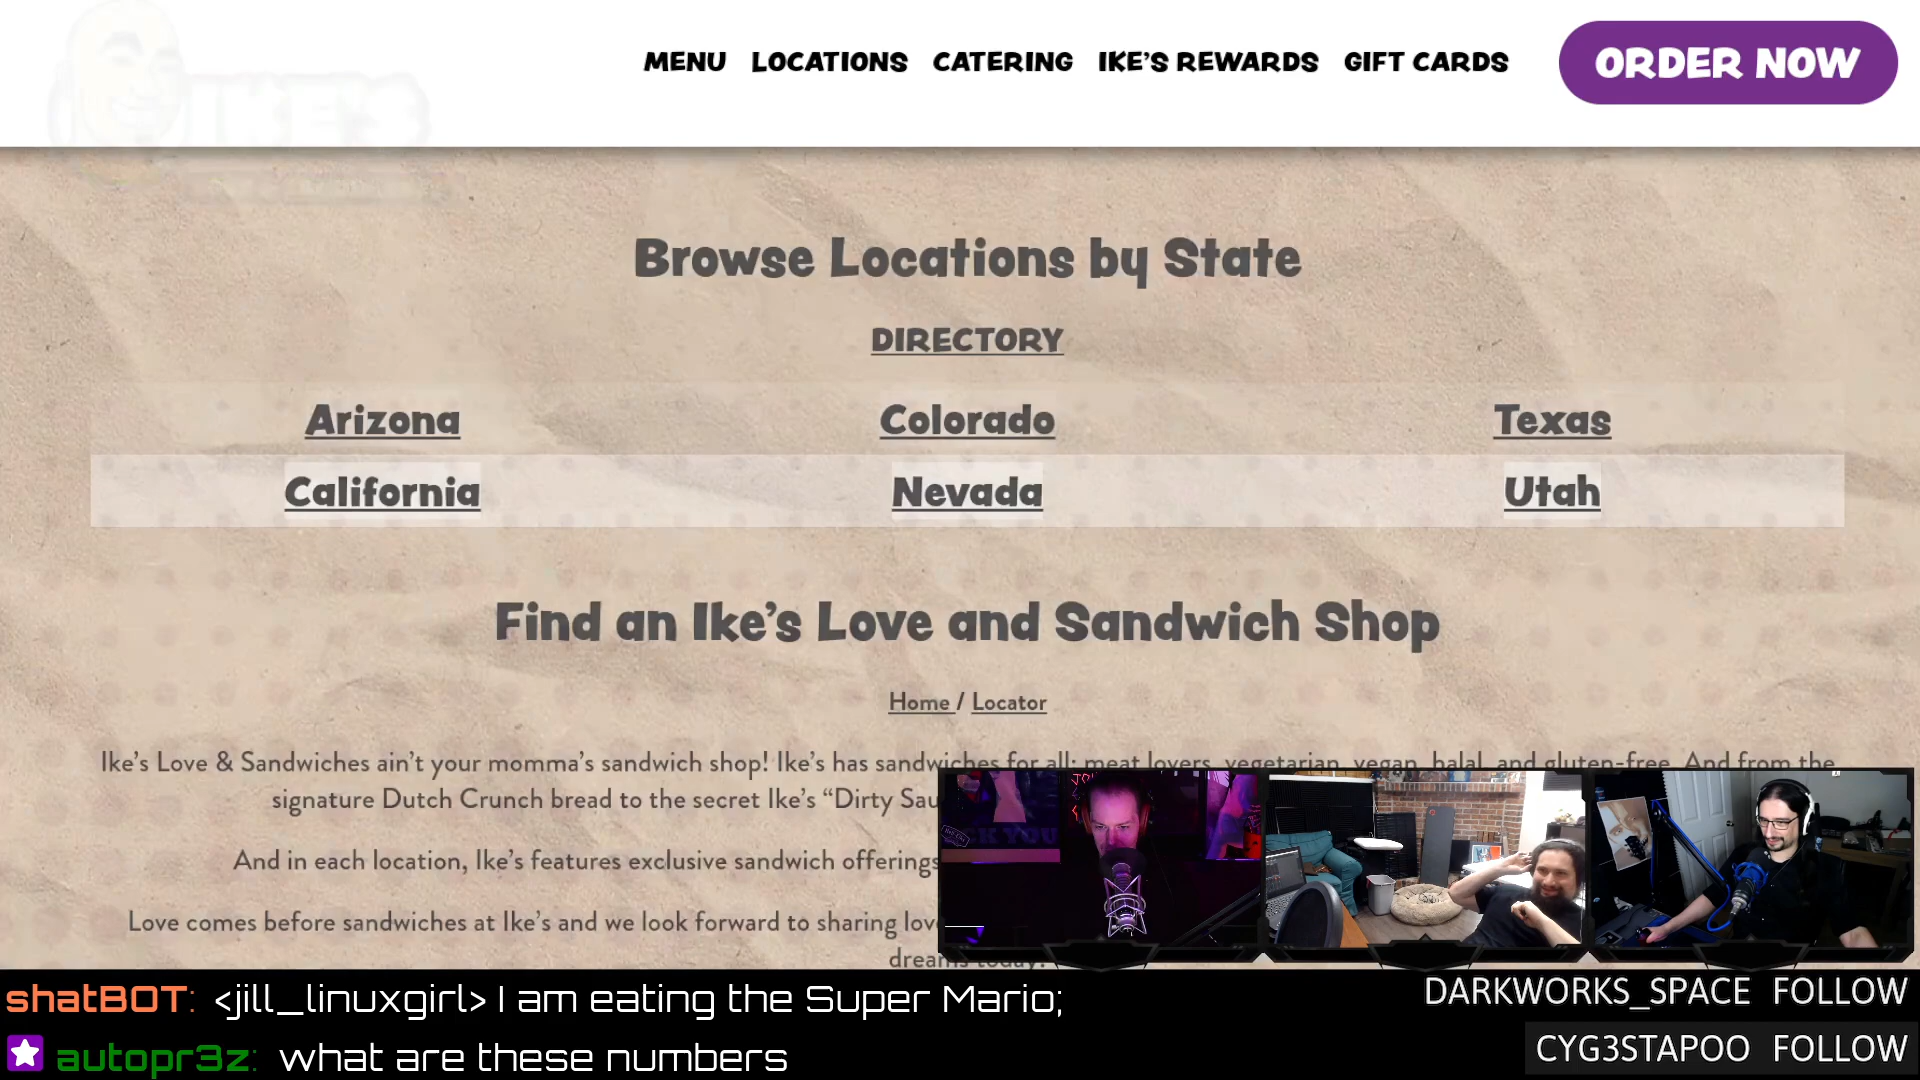 IKE'S
MENU LOCATIONS CATERING IKE'S REWARDS GIFT CARDS ORDER NOW
Browse Locations by State
DIRECTORY
Arizona Colorado Texas
California Nevada Utah
Find an Ike's Love and Sandwich Shop
Home / Locator
Ike's Love & Sandwiches ain't your momma's sandwich shop! Ike's has sandwiches for all: meat lovers, vegetarian, vegan, halal, and gluten-free. And from the
signature Dutch Crunch bread to the secret Ike's “Dirty Sau
And in each location, Ike's features exclusive sandwich offerings
Love comes before sandwiches at Ike's and we look forward to sharing love
dreams today!
shatBOT: <jill_linuxgirl> I am eating the Super Mario;
autopr3z: what are these numbers
DARKWORKS_SPACE FOLLOW
CYG3STAPOO FOLLOW